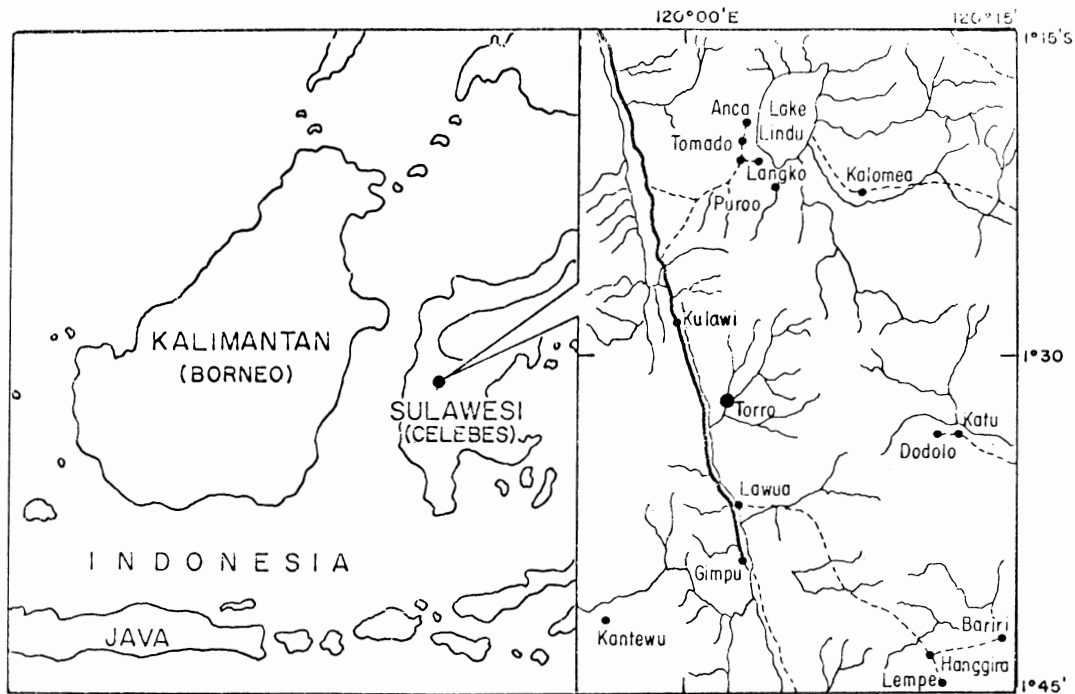 KALIMANTAN
(BORNEO)
SULAWESI
(CELEBES)
INDONESIA
JAVA
120°00'E
120°15'
1°15'S
Anca
Lake
Lindu
Tomado
Langko
Kalomea
Puroo
Kulawi
1°30
Torro
Katu
Dodolo
Lawua
Gimpu
Kantewu
Bariri
Hanggira
Lempe
1°45'